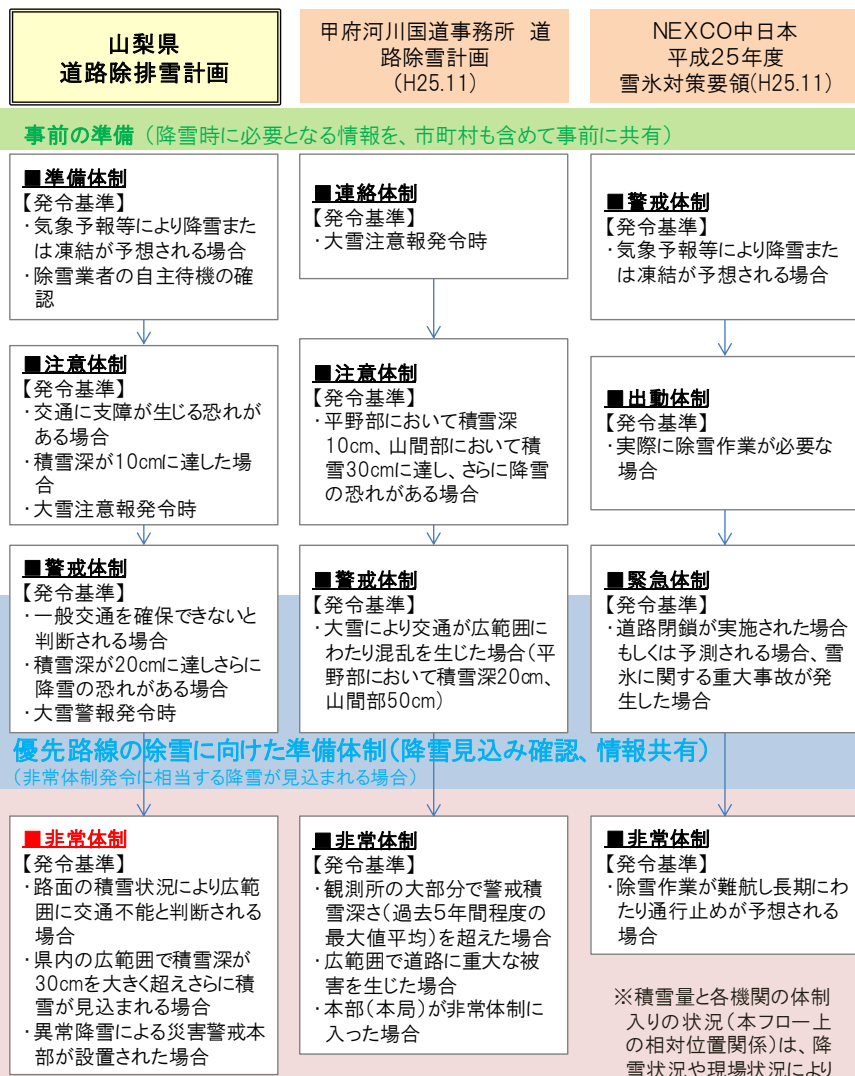 山梨県
道路除排雪計画
甲府河川国道事務所 道
路除雪計画
(H25.11)
NEXCO中日本
平成25年度
雪氷対策要領(H25.11)
事前の準備（降雪時に必要となる情報を、市町村も含めて事前に共有）
■準備体制
【発令基準】
・気象予報等により降雪また
は凍結が予想される場合
・除雪業者の自主待機の確
認
■連絡体制
【発令基準】
・大雪注意報発令時
■警戒体制
【発令基準】
・気象予報等により降雪また
は凍結が予想される場合
■注意体制
【発令基準】
・交通に支障が生じる恐れが
ある場合
・積雪深が10cmに達した場
合
・大雪注意報発令時
■注意体制
【発令基準】
・平野部において積雪深
10cm、山間部において積
雪30cmに達し、さらに降雪
の恐れがある場合
■出動体制
【発令基準】
・実際に除雪作業が必要な
場合
■警戒体制
【発令基準】
・一般交通を確保できないと
判断される場合
・積雪深が20cmに達しさらに
降雪の恐れがある場合
・大雪警報発令時
■警戒体制
【発令基準】
・大雪により交通が広範囲に
わたり混乱を生じた場合（平
野部において積雪深20cm、
山間部50cm）
■緊急体制
【発令基準】
・道路閉鎖が実施された場合
もしくは予測される場合、雪
氷に関する重大事故が発
生した場合
優先路線の除雪に向けた準備体制（降雪見込み確認、情報共有）
（非常体制発令に相当する降雪が見込まれる場合）
■非常体制
【発令基準】
・路面の積雪状況により広範
囲に交通不能と判断される
場合
・県内の広範囲で積雪深が
30cmを大きく超えさらに積
雪が見込まれる場合
・異常降雪による災害警戒本
部が設置された場合
■非常体制
【発令基準】
・観測所の大部分で警戒積
雪深さ（過去5年間程度の
最大値平均）を超えた場合
・広範囲で道路に重大な被
害を生じた場合
・本部（本局）が非常体制に
入った場合
■非常体制
【発令基準】
・除雪作業が難航し長期にわ
たり通行止めが予想される
場合
※積雪量と各機関の体制
入りの状況（本フロー上
の相対位置関係）は、降
雪状況や現場状況により